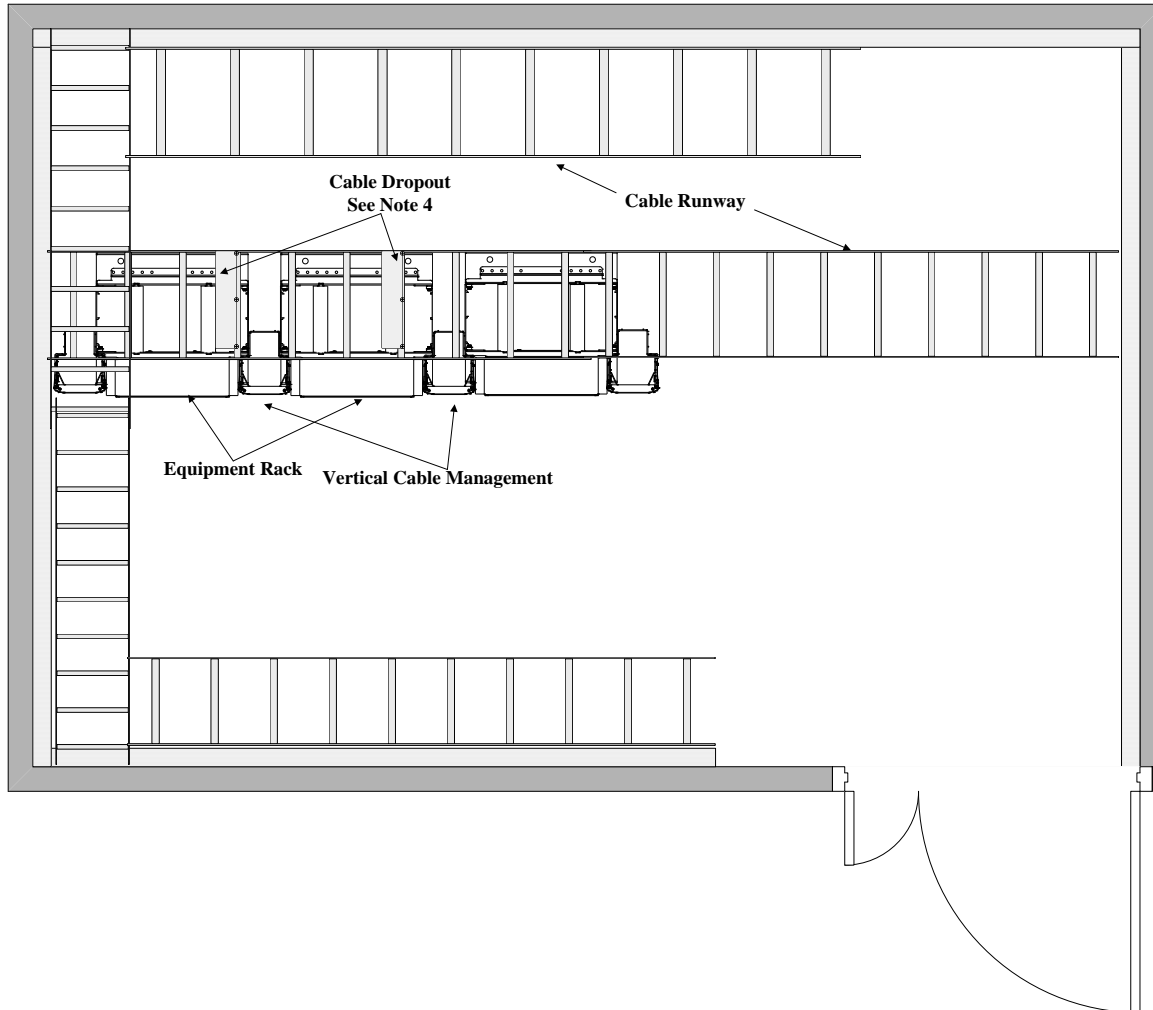 Cable Dropout
See Note 4
Cable Runway
Equipment Rack
Vertical Cable Management